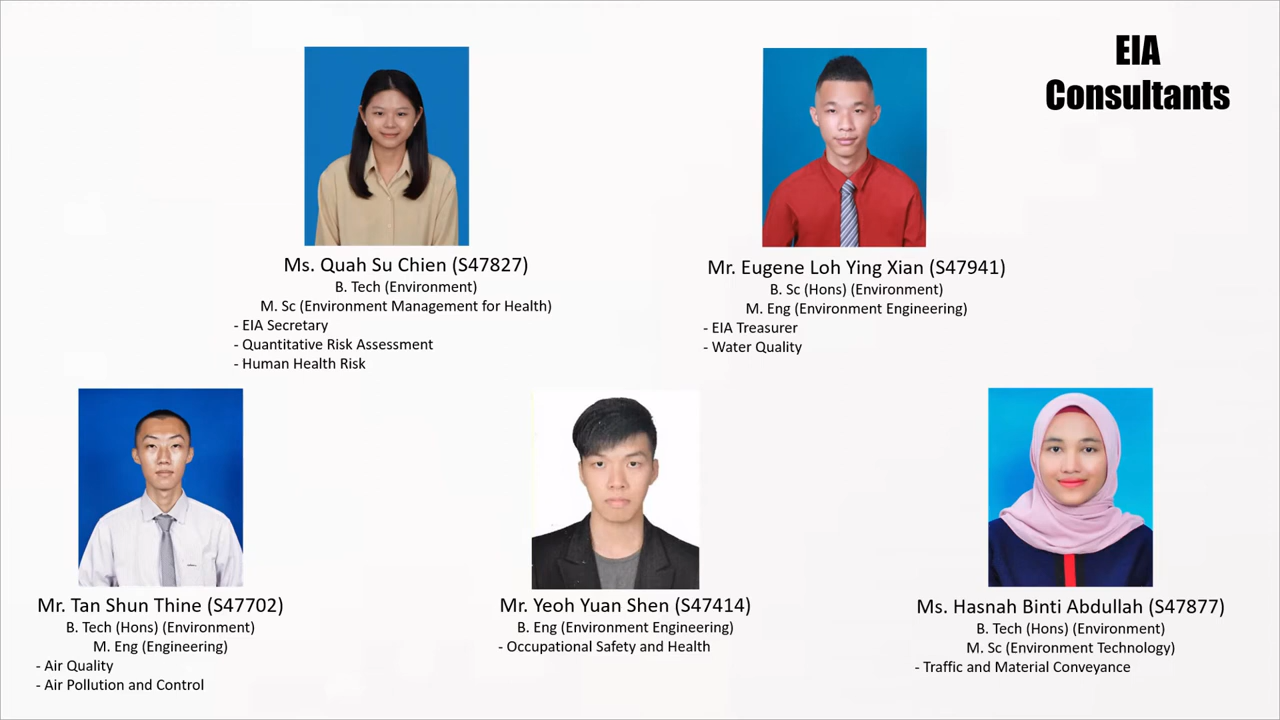 EIA
Consultants
Ms. Quah Su Chien (S47827)
B. Tech (Environment)
M. Sc (Environment Management for Health)
- EIA Secretary
- Quantitative Risk Assessment
- Human Health Risk
Mr. Eugene Loh Ying Xian (S47941)
B. Sc (Hons) (Environment)
M. Eng (Environment Engineering)
- EIA Treasurer
- Water Quality
Mr. Tan Shun Thine (S47702)
B. Tech (Hons) (Environment)
M. Eng (Engineering)
- Air Quality
- Air Pollution and Control
Mr. Yeoh Yuan Shen (S47414)
B. Eng (Environment Engineering)
- Occupational Safety and Health
Ms. Hasnah Binti Abdullah (S47877)
B. Tech (Hons) (Environment)
M. Sc (Environment Technology)
- Traffic and Material Conveyance